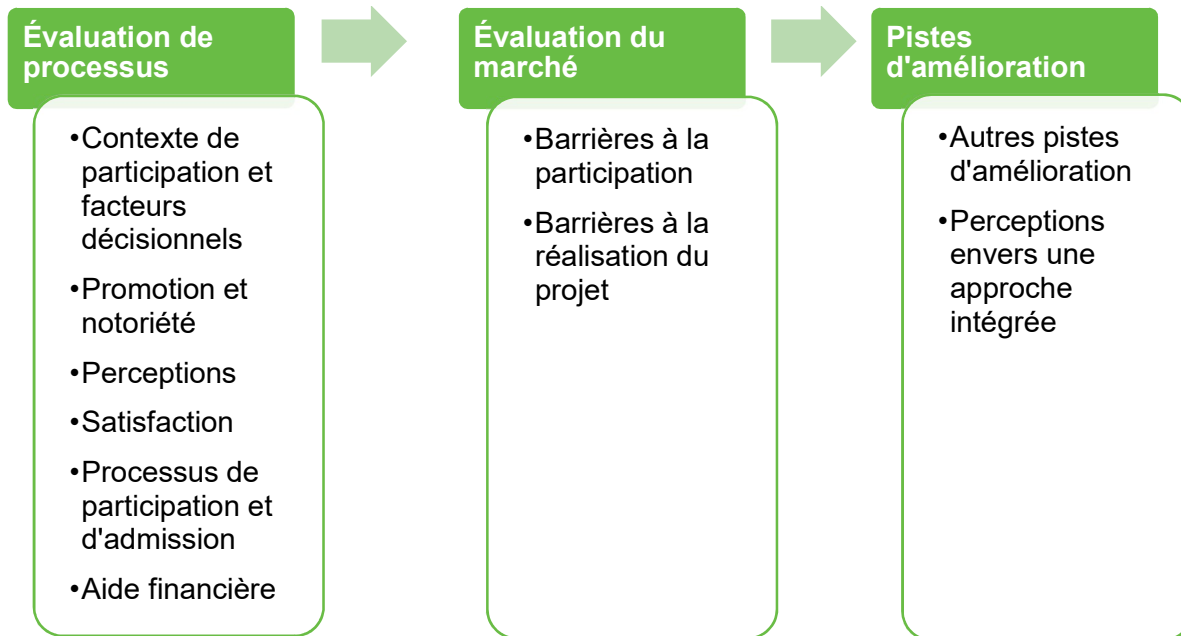 Évaluation de
processus
•Contexte de
participation et
facteurs
décisionnels
•Promotion et
notoriété
•Perceptions
•Satisfaction
•Processus de
participation et
d'admission
•Aide financière
Évaluation du
marché
•Barrières à la
participation
•Barrières à la
réalisation du
projet
Pistes
d'amélioration
•Autres pistes
d'amélioration
•Perceptions
envers une
approche
intégrée